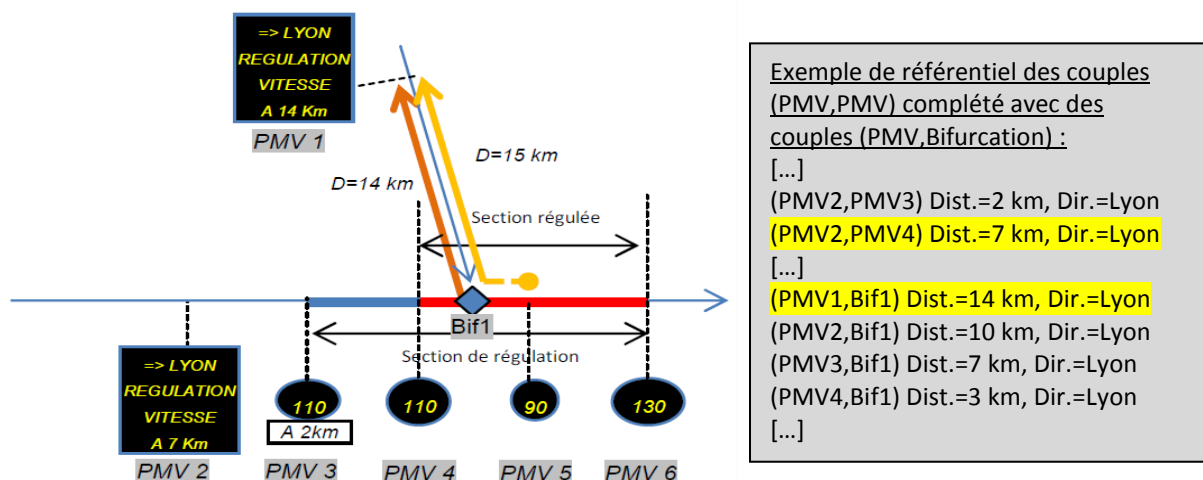 => LYON
REGULATION
VITESSE
A 14 Km
PMV 1
D=15 km
D=14 km
Section régulée
Bif1
Section de régulation
=> LYON
REGULATION
VITESSE
A 7 Km
110
A 2km
110
90
130
PMV 2
PMV 3
PMV 4
PMV 5
PMV 6
Exemple de référentiel des couples
(PMV,PMV) complété avec des
couples (PMV,Bifurcation) :
[...]
(PMV2,PMV3) Dist.=2 km, Dir.=Lyon
(PMV2,PMV4) Dist.=7 km, Dir.=Lyon
[...]
(PMV1,Bif1) Dist.=14 km, Dir.=Lyon
(PMV2,Bif1) Dist.=10 km, Dir.=Lyon
(PMV3,Bif1) Dist.=7 km, Dir.=Lyon
(PMV4,Bif1) Dist.=3 km, Dir.=Lyon
[...]